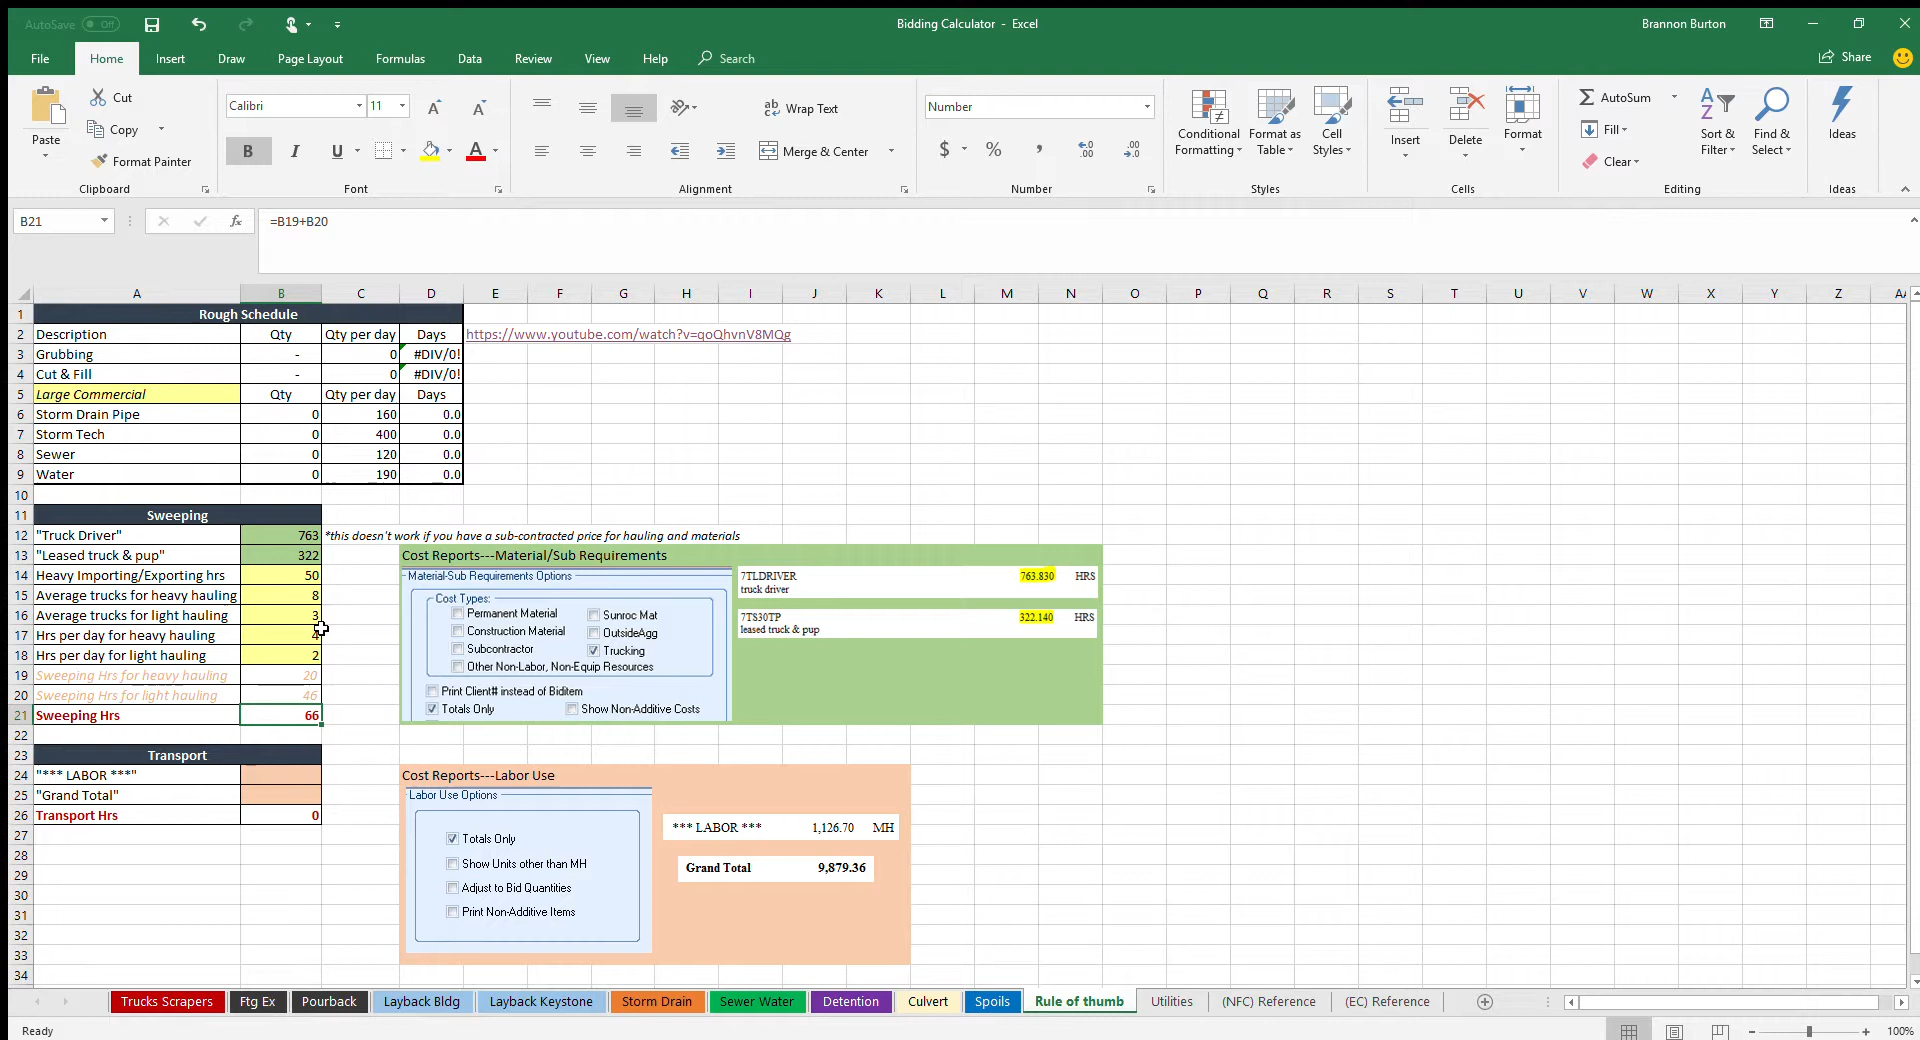 AutoSave Off
Bidding Calculator - Excel
Brannon Burton
File Home Insert Draw Page Layout Formulas Data Review View Help Search
Share
Paste
Cut
Copy
Format Painter
Clipboard
Calibri 11
B I U
Font
Wrap Text
Merge & Center
Alignment
Number
$ % ,
Number
Conditional Formatting
Format as Table
Cell Styles
Styles
Insert
Delete
Format
Cells
AutoSum
Fill
Clear
Sort & Filter
Find & Select
Editing
Ideas
Ideas
B21 fx =B19+B20
A B C D E F G H I J K L M N O P Q R S T U V W X Y Z AA
1 Rough Schedule
2 Description Qty Qty per day Days https://www.youtube.com/watch?v=qoQhvnV8MQg
3 Grubbing - 0 #DIV/0!
4 Cut & Fill - 0 #DIV/0!
5 Large Commercial Qty Qty per day Days
6 Storm Drain Pipe 0 160 0.0
7 Storm Tech 0 400 0.0
8 Sewer 0 120 0.0
9 Water 0 190 0.0
10
11 Sweeping
12 "Truck Driver" 763 *this doesn't work if you have a sub-contracted price for hauling and materials
13 "Leased truck & pup" 322 Cost Reports---Material/Sub Requirements
14 Heavy Importing/Exporting hrs 50
15 Average trucks for heavy hauling 8
16 Average trucks for light hauling 3
17 Hrs per day for heavy hauling 4
18 Hrs per day for light hauling 2
19 Sweeping Hrs for heavy hauling 20
20 Sweeping Hrs for light hauling 46
21 Sweeping Hrs 66
Material-Sub Requirements Options
Cost Types:
Permanent Material Sunroc Mat
Construction Material OutsideAgg
Subcontractor Trucking
Other Non-Labor, Non-Equip Resources
Print Client# instead of Biditem
Totals Only Show Non-Additive Costs
7TLDRIVER 763.830 HRS
truck driver
7TS30TP 322.140 HRS
leased truck & pup
22
23 Transport
24 "*** LABOR ***" Cost Reports---Labor Use
25 "Grand Total"
26 Transport Hrs 0
27
28
29
30
31
32
33
34
Labor Use Options
Totals Only
Show Units other than MH
Adjust to Bid Quantities
Print Non-Additive Items
*** LABOR *** 1,126.70 MH
Grand Total 9,879.36
Trucks Scrapers Ftg Ex Pourback Layback Bldg Layback Keystone Storm Drain Sewer Water Detention Culvert Spoils Rule of thumb Utilities (NFC) Reference (EC) Reference
Ready
100%